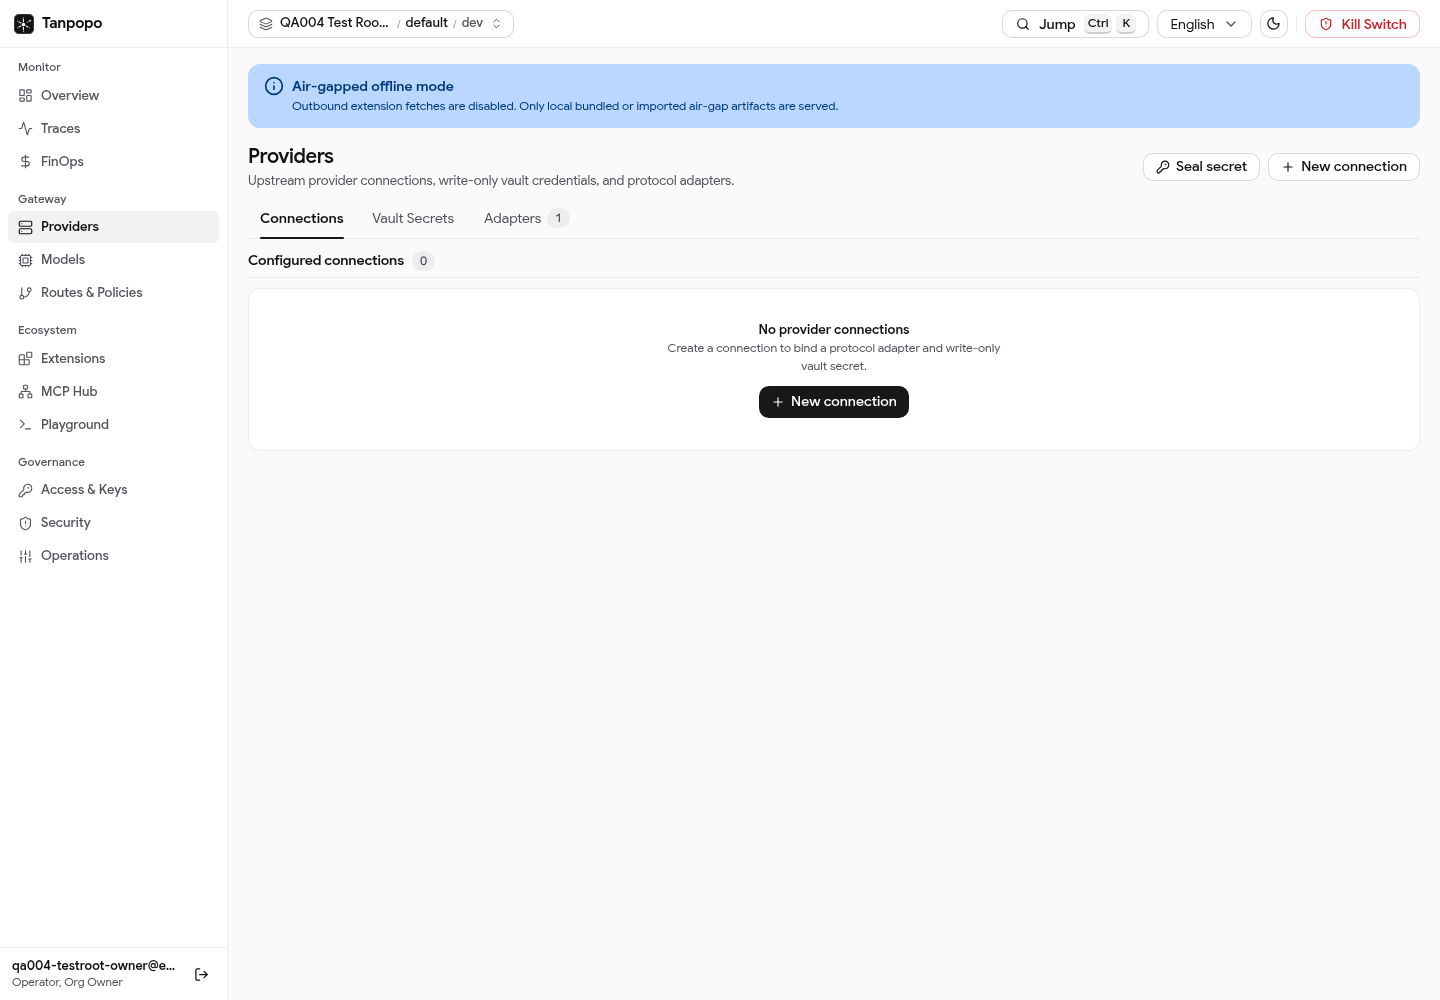 Tanpopo
Monitor
Overview
Traces
FinOps
Gateway
Providers
Models
Routes & Policies
Ecosystem
Extensions
MCP Hub
Playground
Governance
Access & Keys
Security
Operations
qa004-testroot-owner@e...
Operator, Org Owner
QA004 Test Roo... / default / dev
Jump Ctrl K
English
Kill Switch
Air-gapped offline mode
Outbound extension fetches are disabled. Only local bundled or imported air-gap artifacts are served.
Providers
Upstream provider connections, write-only vault credentials, and protocol adapters.
Seal secret
New connection
Connections
Vault Secrets
Adapters 1
Configured connections 0
No provider connections
Create a connection to bind a protocol adapter and write-only
vault secret.
New connection